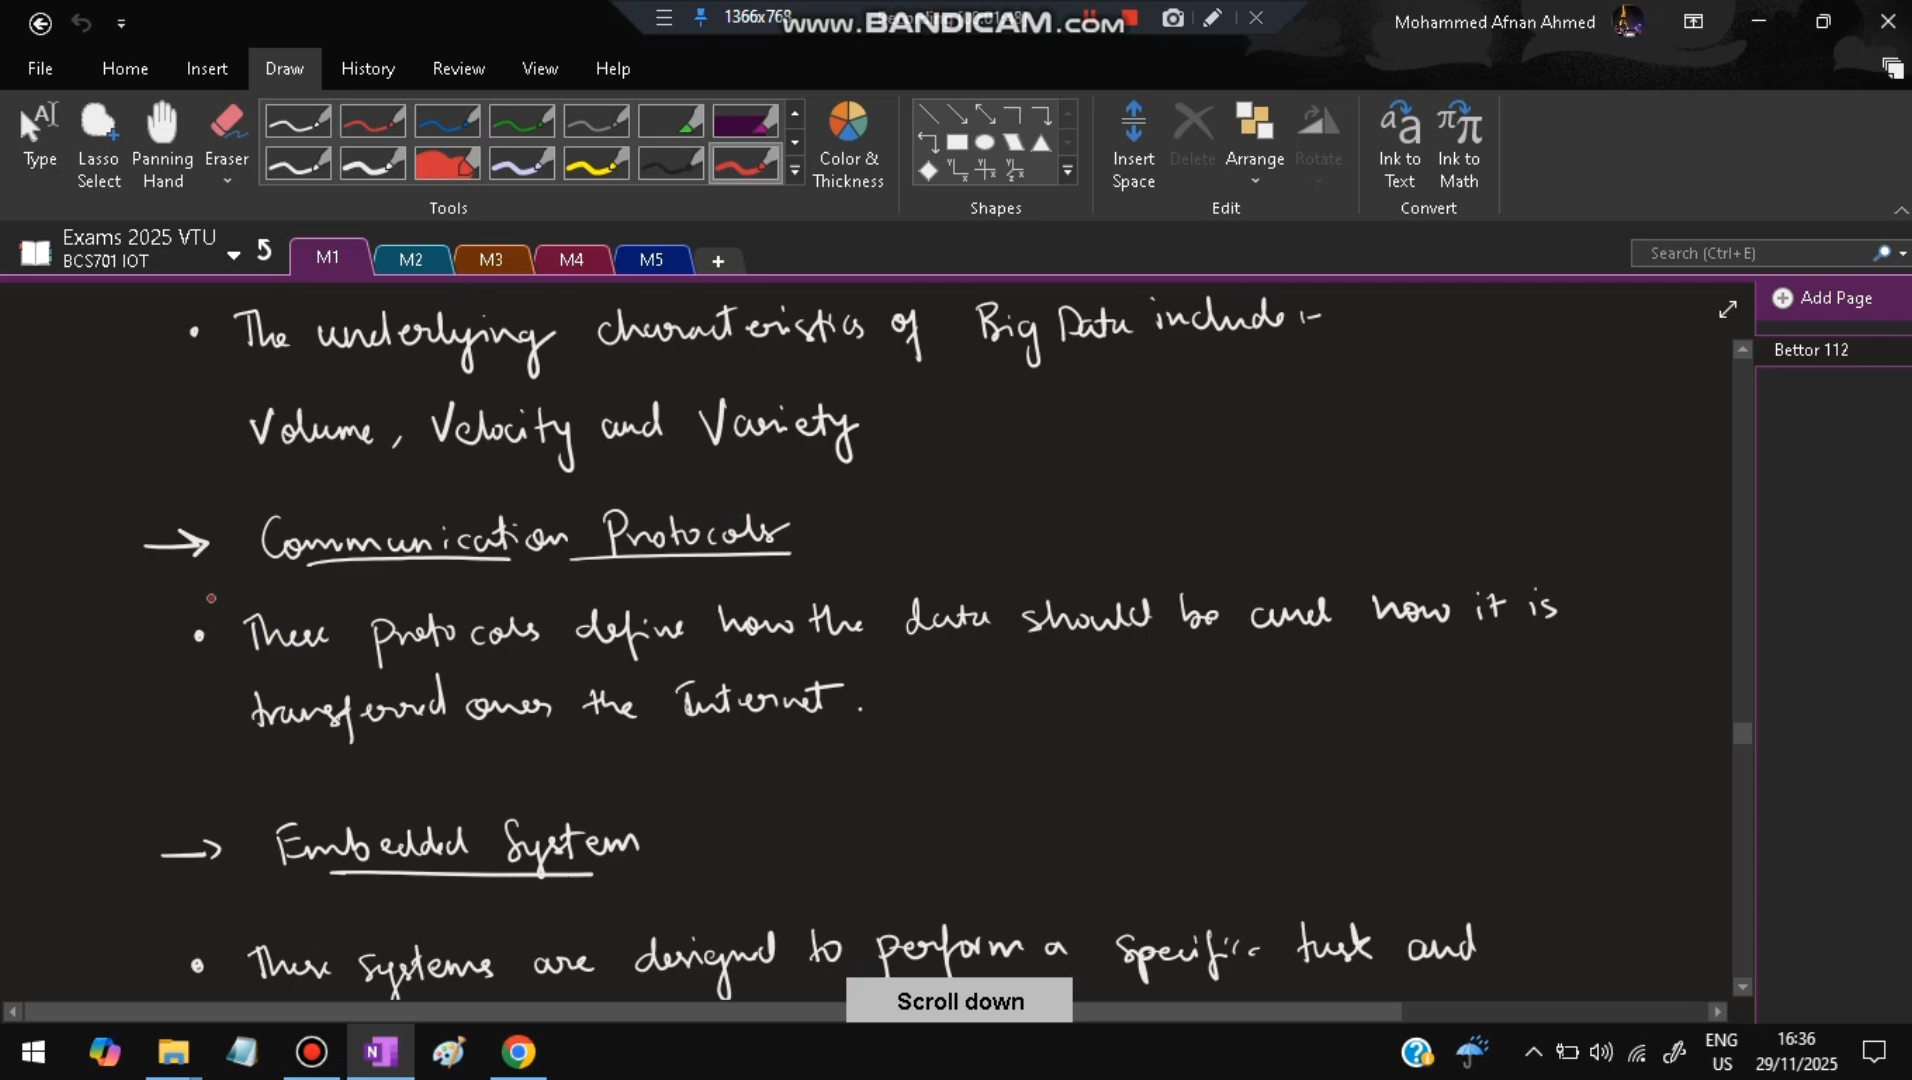 1366x768
www.BANDICAM.com
Mohammed Afnan Ahmed
File Home Insert Draw History Review View Help
Type
Lasso Select
Panning Hand
Eraser
Color & Thickness
Insert Space
Delete
Arrange
Rotate
Ink to Text
Ink to Math
Tools
Shapes
Edit
Convert
Exams 2025 VTU
BCS701 IOT
M1 M2 M3 M4 M5 +
Search (Ctrl+E)
Add Page
Bettor 112
• The underlying characteristics of Big Data include :-
Volume, Velocity and Variety
→ Communication Protocols
• These protocols define how the data should be and how it is
transferred over the Internet.
→ Embedded System
• These systems are designed to perform a specific task and
Scroll down
ENG
US
16:36
29/11/2025